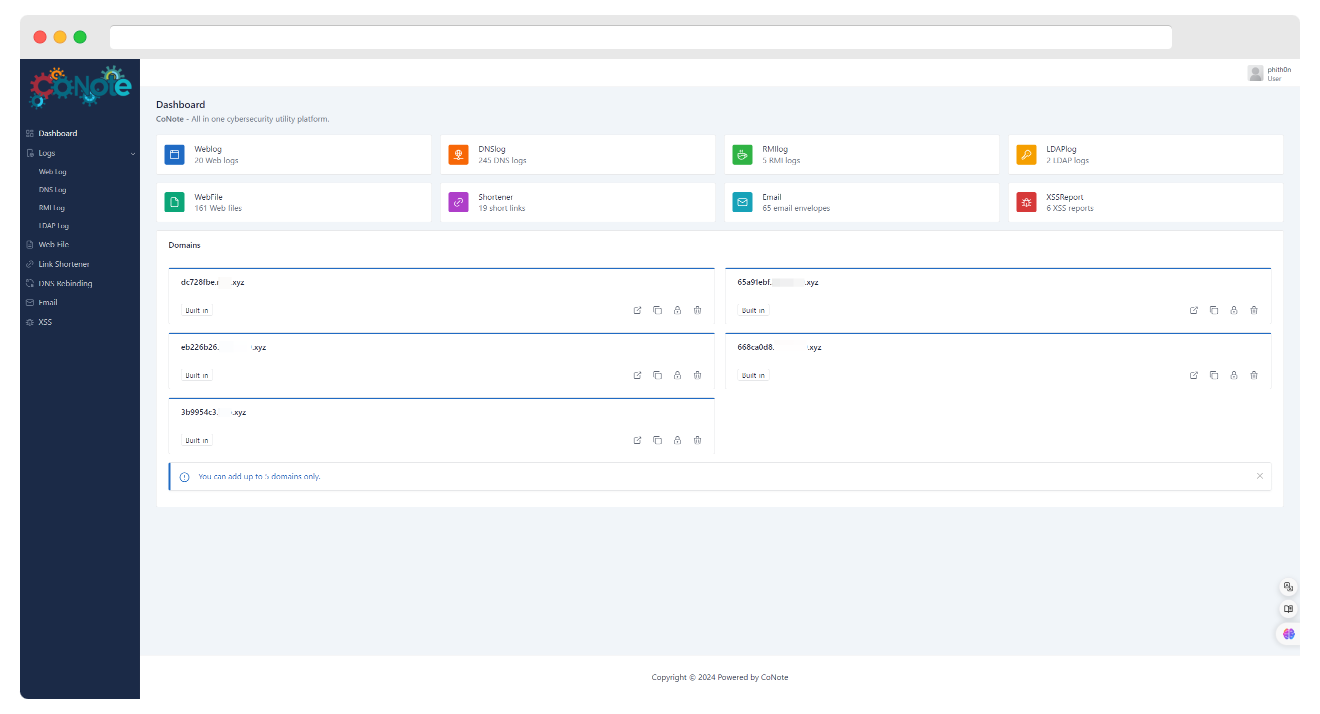 CoNote
phith0n
User
Dashboard
CoNote - All in one cybersecurity utility platform.
Dashboard
Logs
Web Log
DNS Log
RMI Log
LDAP Log
Web File
Link Shortener
DNS Rebinding
Email
XSS
Weblog
20 Web logs
DNSlog
245 DNS logs
RMIlog
5 RMI logs
LDAPlog
2 LDAP logs
WebFile
161 Web files
Shortener
19 short links
Email
65 email envelopes
XSSReport
6 XSS reports
Domains
dc728fbe. .xyz
Built in
65a91ebf. .xyz
Built in
eb226b26. .xyz
Built in
668ca0d8. .xyz
Built in
3b9954c3. .xyz
Built in
You can add up to 5 domains only.
Copyright © 2024 Powered by CoNote